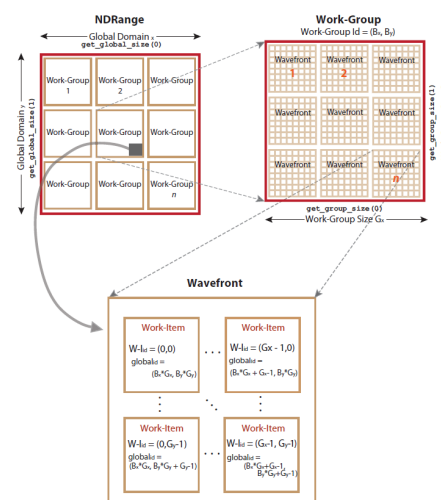 NDRange
Global Domain x
get_global_size(0)
Global Domain y
get_global_size(1)
Work-Group
1
Work-Group
2
Work-Group
Work-Group
Work-Group
Work-Group
Work-Group
Work-Group
Work-Group
n
Work-Group
Work-Group Id = (Bx, By)
Wavefront
1
Wavefront
2
Wavefront
Wavefront
Wavefront
Wavefront
Wavefront
Wavefront
Wavefront
n
get_group_size(1)
get_group_size(0)
Work-Group Size Gx
Wavefront
Work-Item
W-Iid = (0,0)
globalid =
(Bx*Gx, By*Gy)
...
Work-Item
W-Iid = (Gx - 1,0)
globalid =
(Bx*Gx + Gx-1, By*Gy)
Work-Item
W-Iid = (0,Gy-1)
globalid =
(Bx*Gx, By*Gy + Gy-1)
...
Work-Item
W-Iid = (Gx-1, Gy-1)
globalid =
(Bx*Gx+Gx-1,
By*Gy+Gy-1)